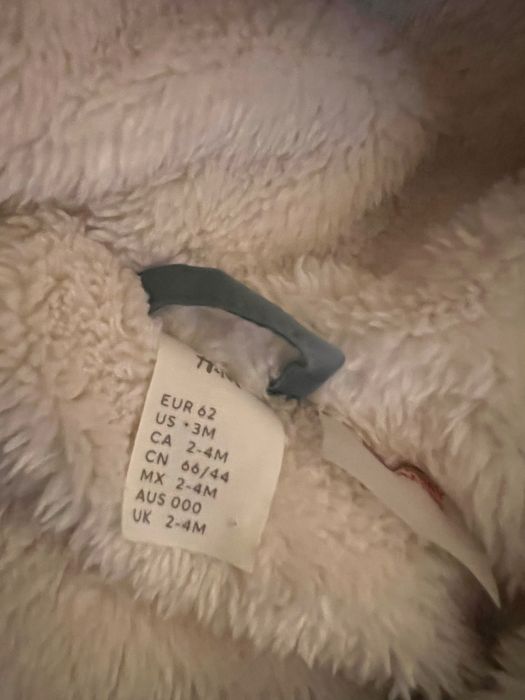 EUR 62
US • 3M
CA 2-4M
CN 66/44
MX 2-4M
AUS 000
UK 2-4M